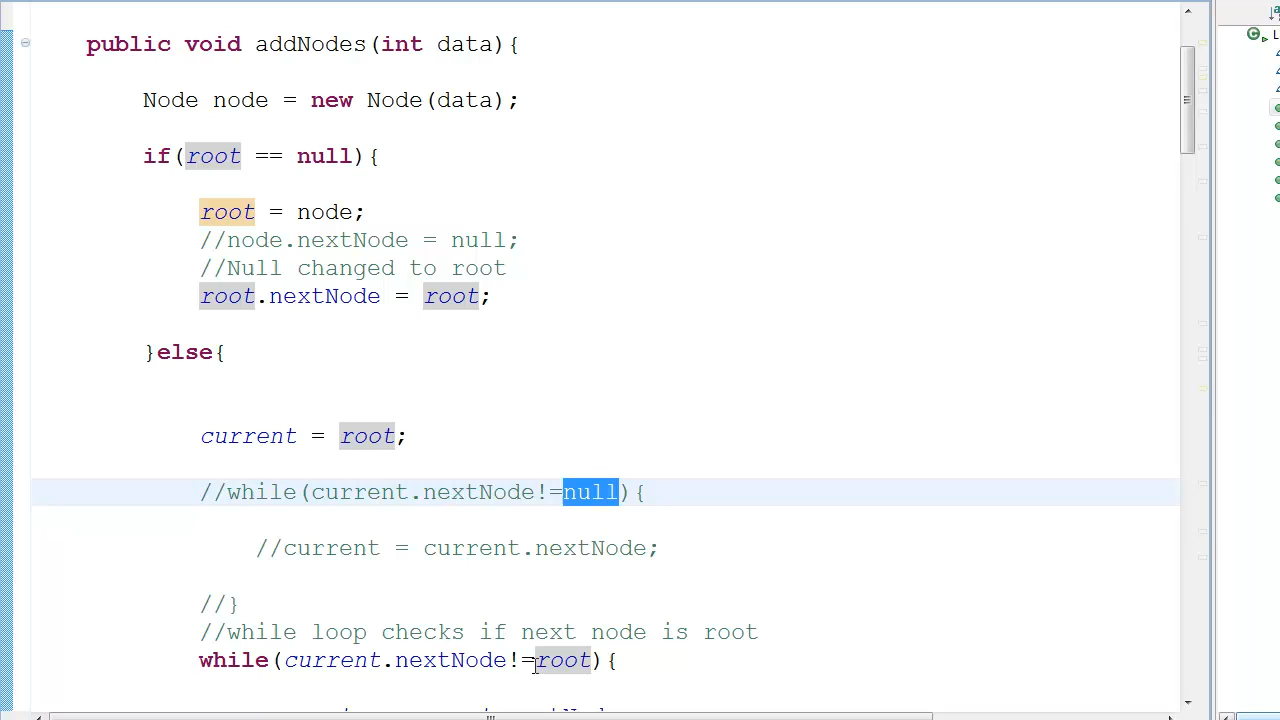 public void addNodes(int data){
Node node = new Node(data);
if(root == null){
root = node;
//node.nextNode = null;
//Null changed to root
root.nextNode = root;
}else{
current = root;
//while(current.nextNode!=null){
//current = current.nextNode;
//}
//while loop checks if next node is root
while(current.nextNode!=root){